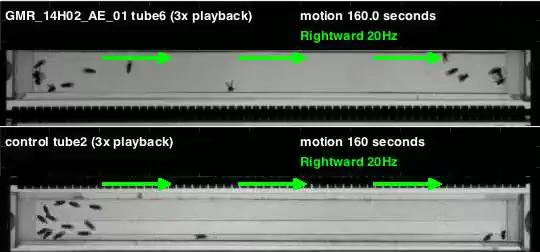 GMR_14H02_AE_01 tube6 (3x playback) motion 160.0 seconds
Rightward 20Hz
control tube2 (3x playback) motion 160 seconds
Rightward 20Hz